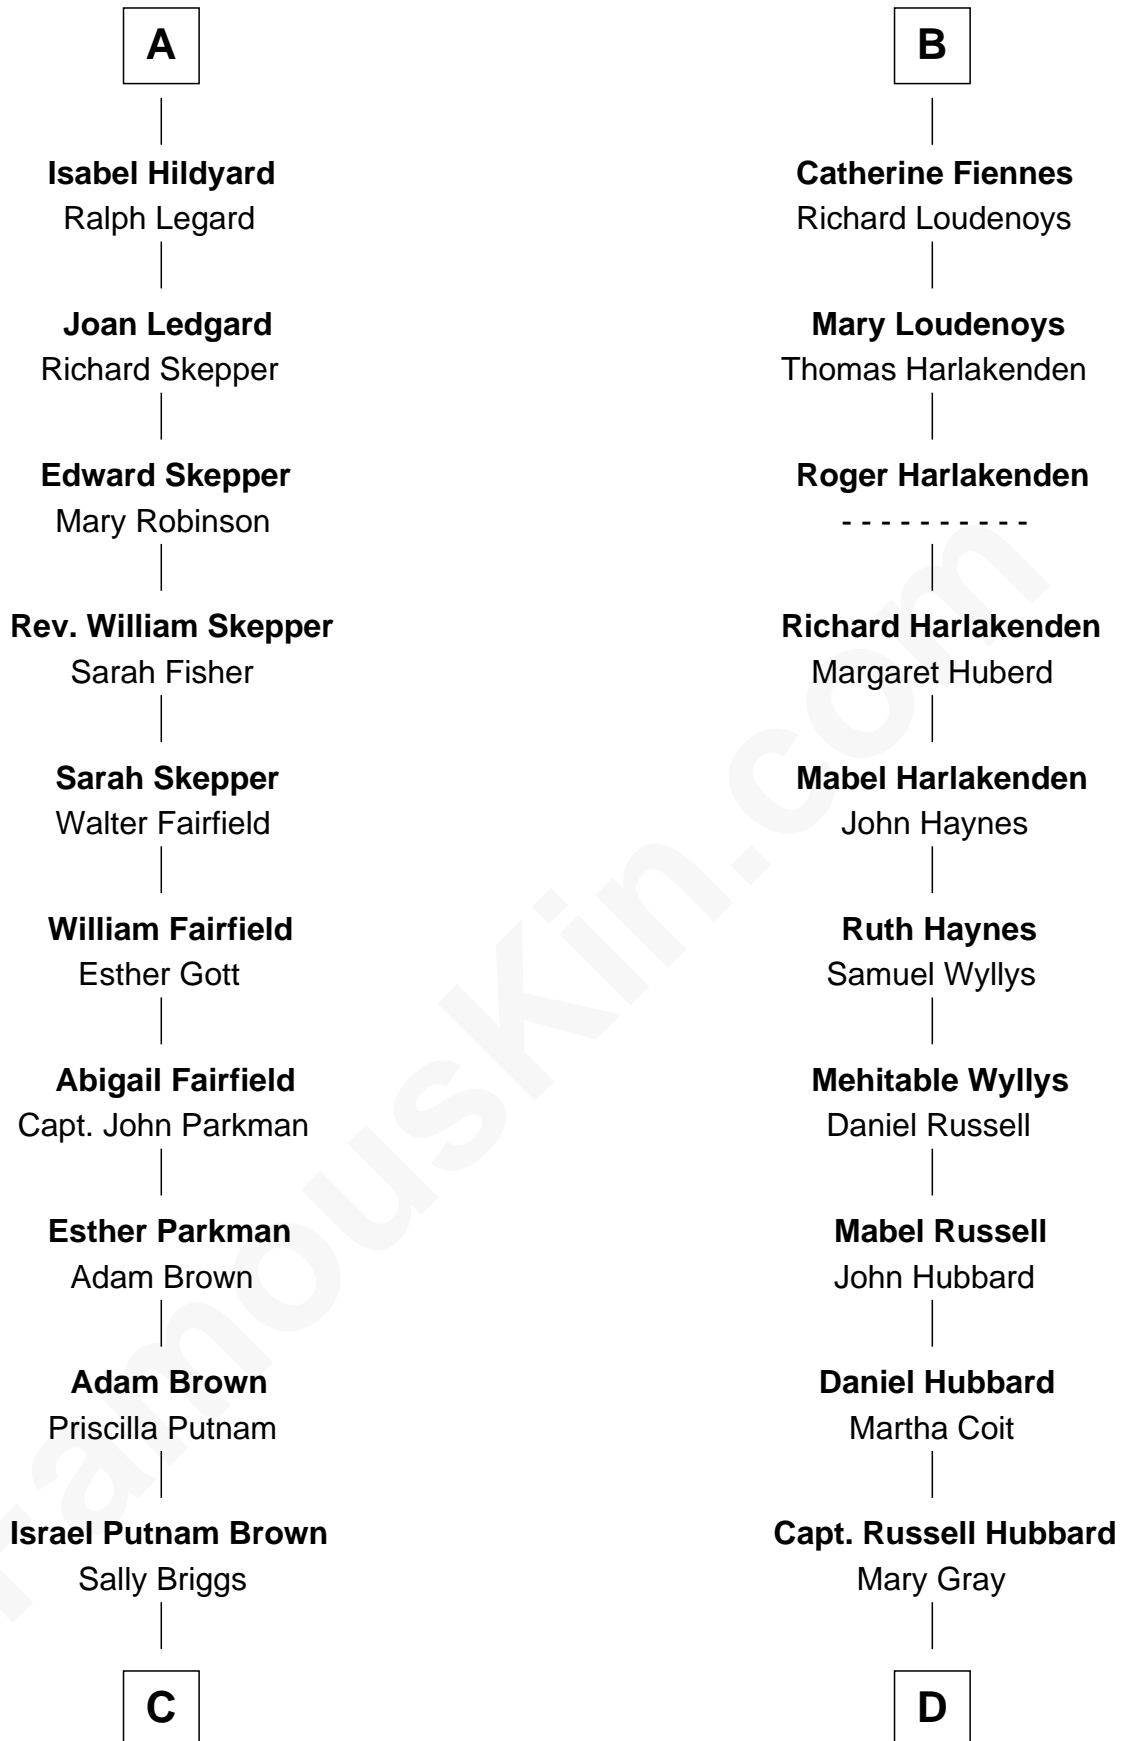 A
Isabel Hildyard
Ralph Legard
Joan Ledgard
Richard Skepper
Edward Skepper
Mary Robinson
Rev. William Skepper
Sarah Fisher
Sarah Skepper
Walter Fairfield
William Fairfield
Esther Gott
Abigail Fairfield
Capt. John Parkman
Esther Parkman
Adam Brown
Adam Brown
Priscilla Putnam
Israel Putnam Brown
Sally Briggs
C
B
Catherine Fiennes
Richard Loudenoys
Mary Loudenoys
Thomas Harlakenden
Roger Harlakenden
- - - - - - - - - -
Richard Harlakenden
Margaret Huberd
Mabel Harlakenden
John Haynes
Ruth Haynes
Samuel Wyllys
Mehitable Wyllys
Daniel Russell
Mabel Russell
John Hubbard
Daniel Hubbard
Martha Coit
Capt. Russell Hubbard
Mary Gray
D
FamousKin.com